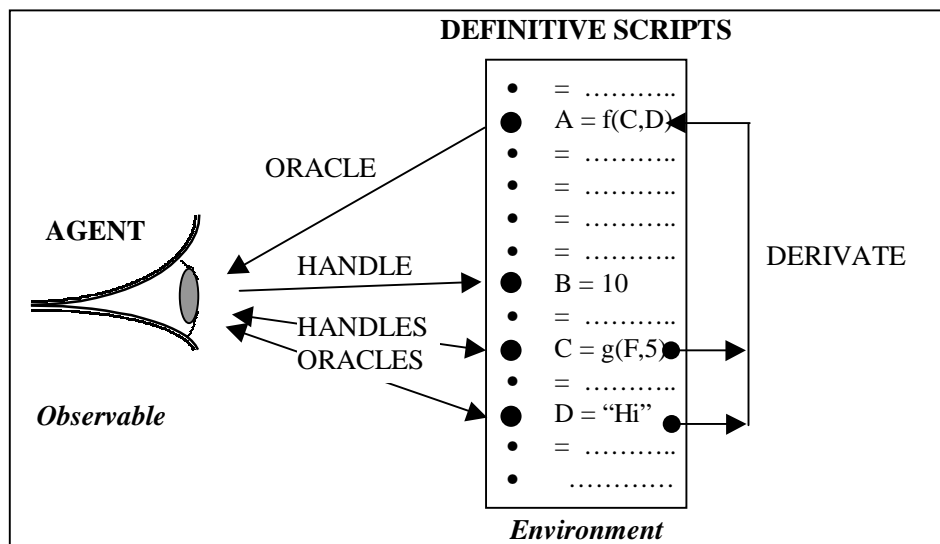 DEFINITIVE SCRIPTS
• = ………..
• A = f(C,D)
• = ………..
ORACLE
• = ………..
• = ………..
AGENT
• = ………..
DERIVATE
HANDLE
• B = 10
• = ………..
HANDLES
• C = g(F,5)
ORACLES
• = ………..
Observable
• D = “Hi”
• = ………..
• …………
Environment